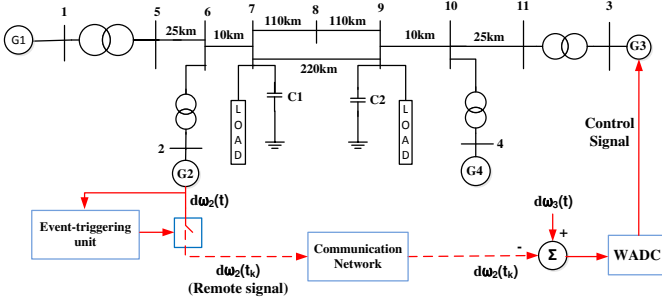 1
5
6
7
8
9
10
11
3
G1
25km
10km
110km
110km
220km
10km
25km
G3
C1
C2
LOAD
LOAD
2
G2
4
G4
Control
Signal
dω₂(t)
dω₃(t)
Event-triggering
unit
Communication
Network
+
-
Σ
WADC
dω₂(tₖ)
(Remote signal)
dω₂(tₖ)